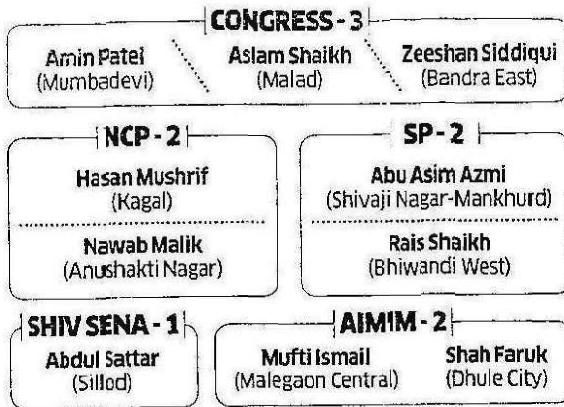 CONGRESS - 3
Amin Patel
(Mumbadevi)
Aslam Shaikh
(Malad)
Zeeshan Siddiqui
(Bandra East)
NCP - 2
Hasan Mushrif
(Kagal)
Nawab Malik
(Anushakti Nagar)
SP - 2
Abu Asim Azmi
(Shivaji Nagar-Mankhurd)
Rais Shaikh
(Bhiwandi West)
SHIV SENA - 1
Abdul Sattar
(Sillod)
AIMIM - 2
Mufti Ismail
(Malegaon Central)
Shah Faruk
(Dhule City)